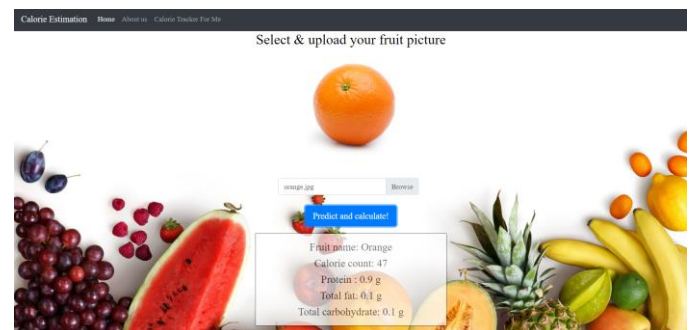 Calorie Estimation Home About us Calorie Tracker For Me
Select & upload your fruit picture
orange.jpg Browse
Predict and calculate!
Fruit name: Orange
Calorie count: 47
Protein : 0.9 g
Total fat: 0.1 g
Total carbohydrate: 0.1 g